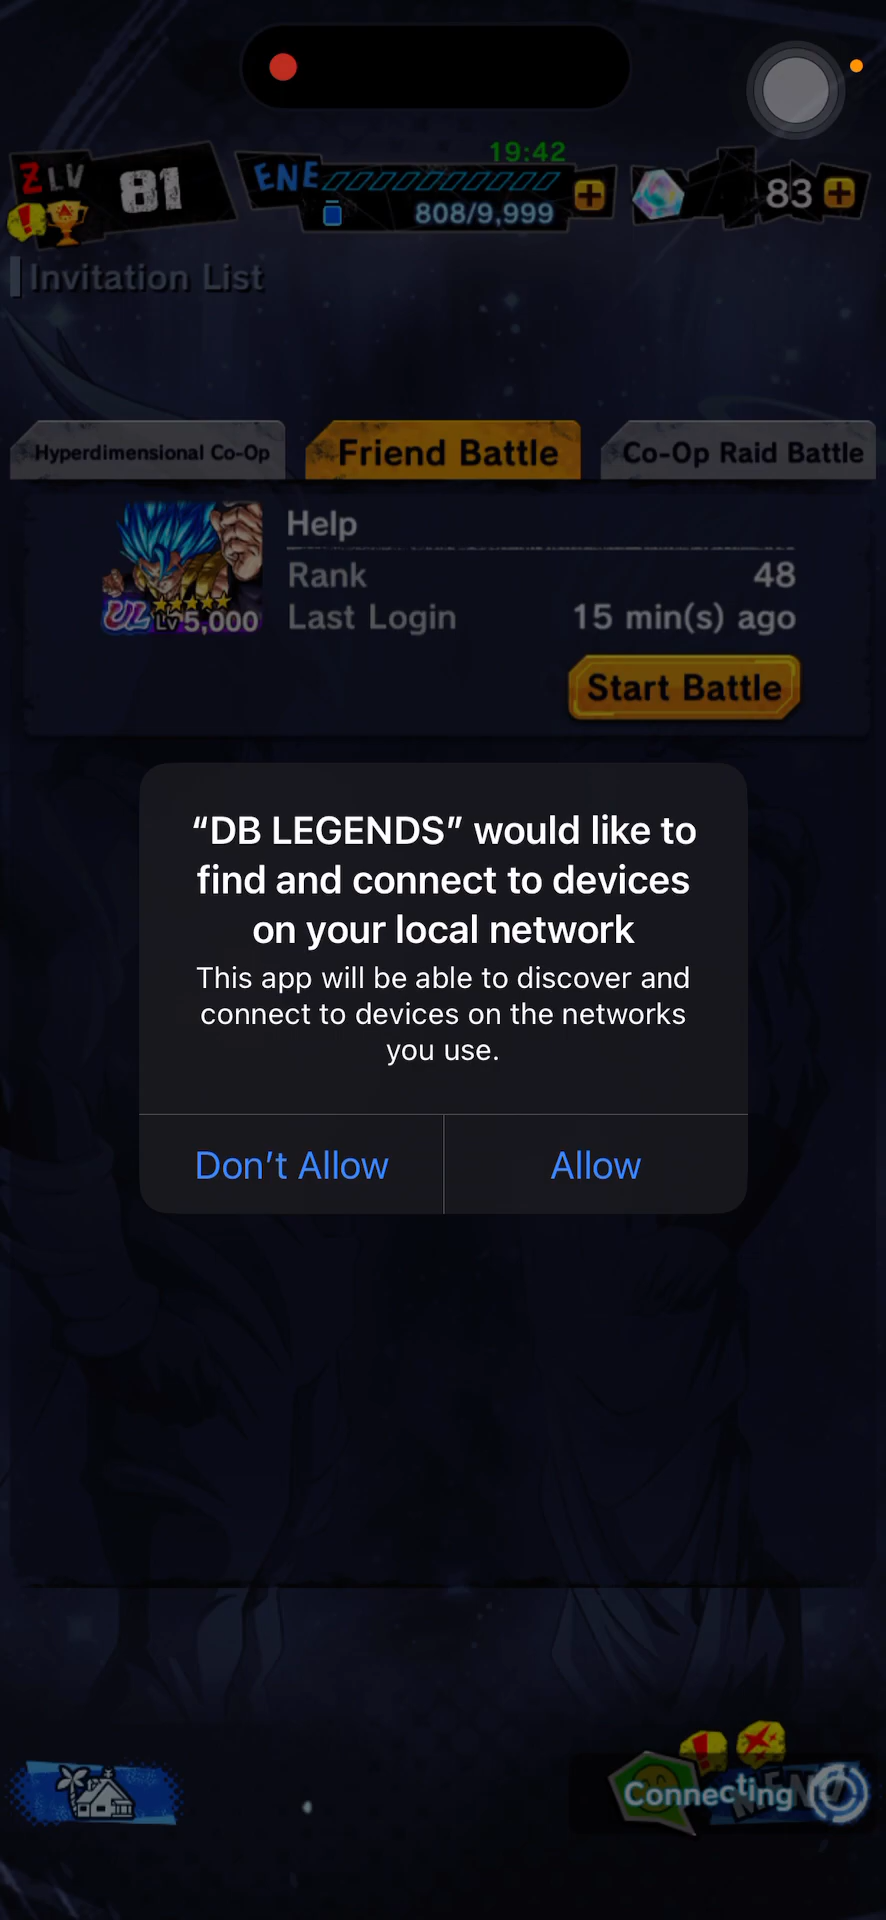 19:42
Z LV 81
ENE
808/9,999
83
Invitation List
Hyperdimensional Co-Op
Friend Battle
Co-Op Raid Battle
Help
Rank 48
Last Login 15 min(s) ago
UL Lv 5,000
Start Battle
“DB LEGENDS” would like to
find and connect to devices
on your local network
This app will be able to discover and
connect to devices on the networks
you use.
Don’t Allow
Allow
Connecting
MENU